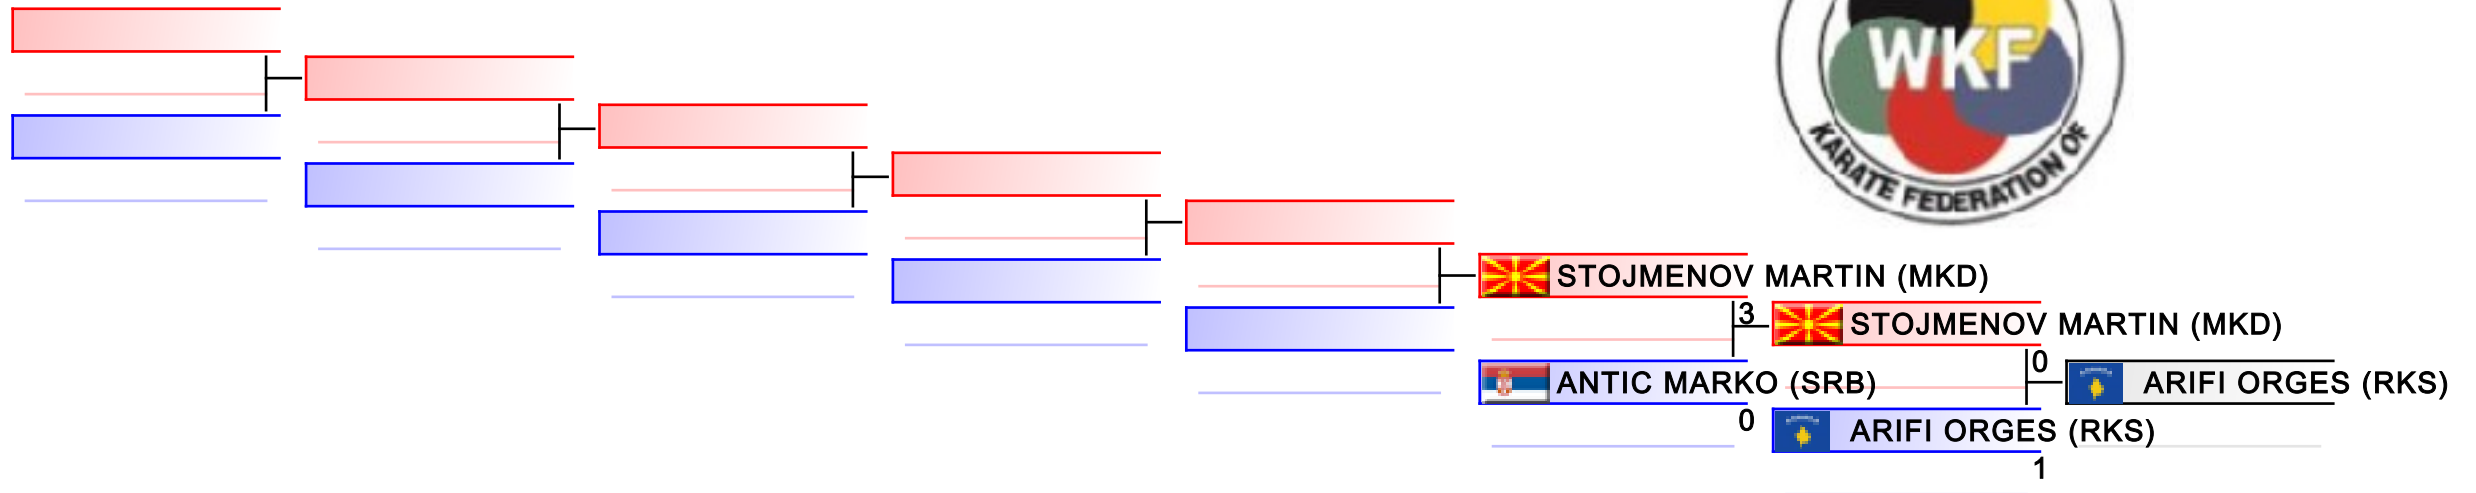 WKF
KARATE FEDERATION OF
STOJMENOV MARTIN (MKD)
3
STOJMENOV MARTIN (MKD)
0
ANTIC MARKO (SRB)
ARIFI ORGES (RKS)
0
ARIFI ORGES (RKS)
1